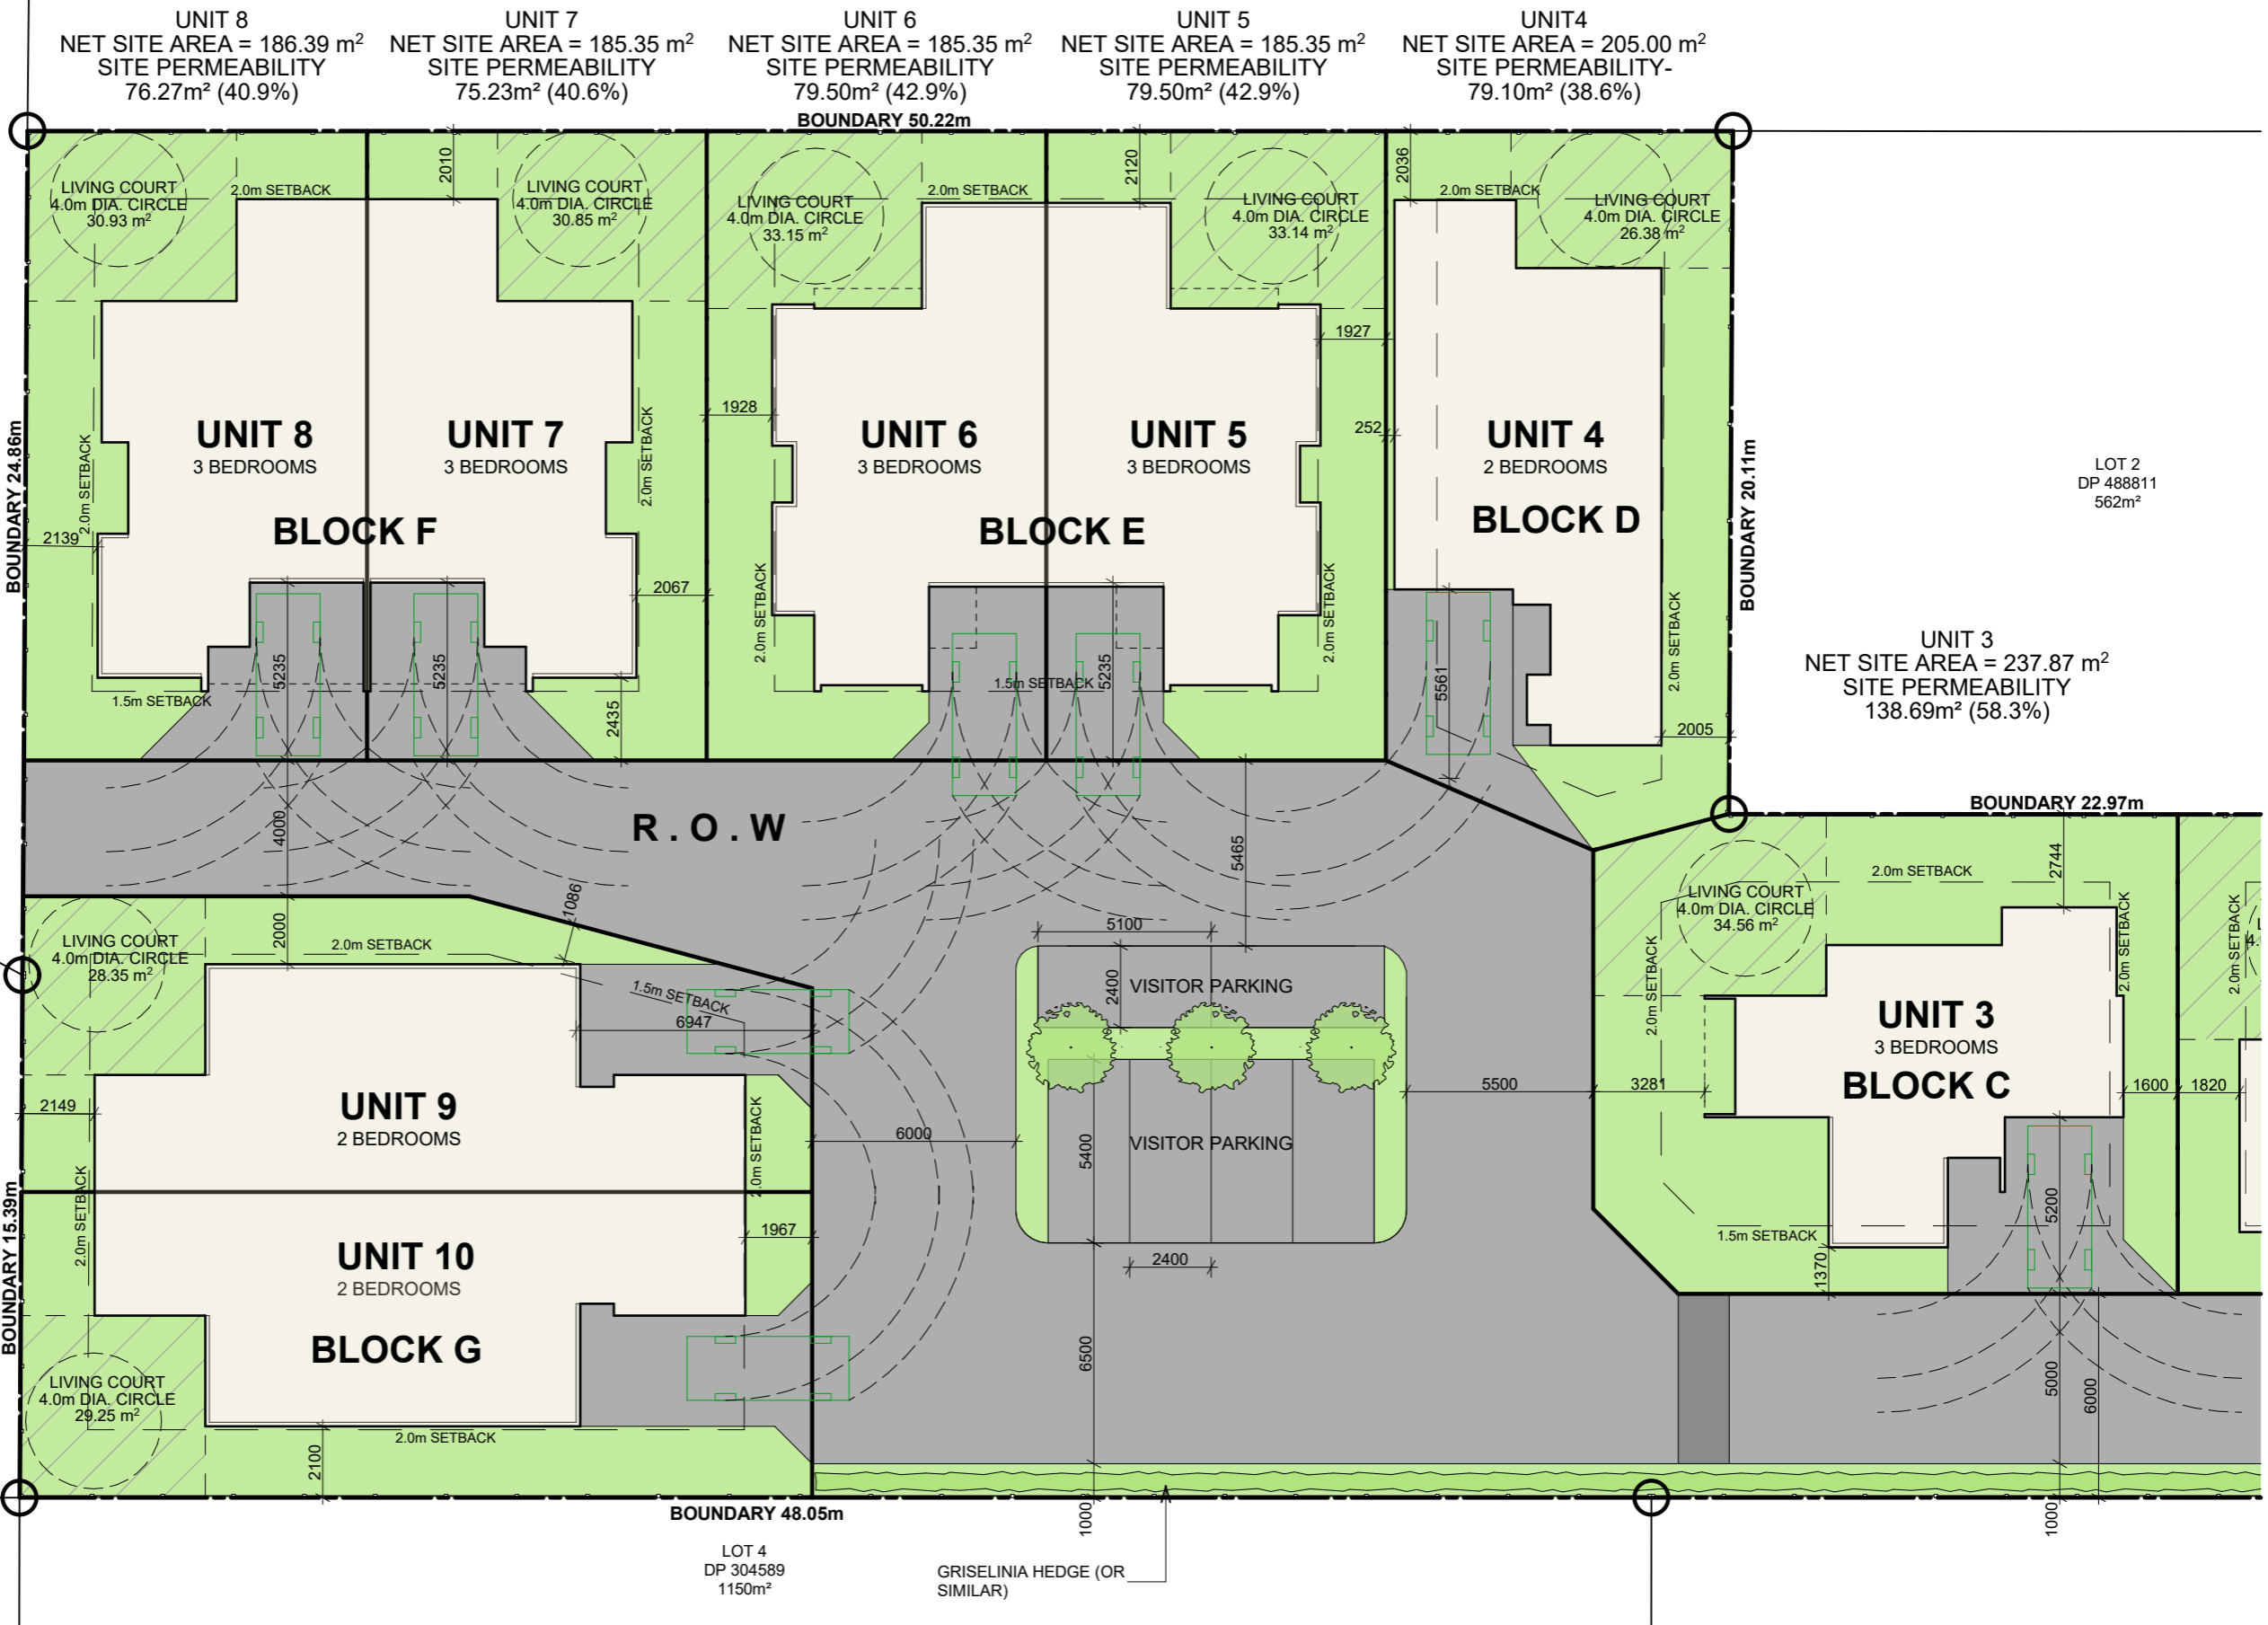 UNIT 8
NET SITE AREA = 186.39 m²
SITE PERMEABILITY
76.27m² (40.9%)
UNIT 7
NET SITE AREA = 185.35 m²
SITE PERMEABILITY
75.23m² (40.6%)
UNIT 6
NET SITE AREA = 185.35 m²
SITE PERMEABILITY
79.50m² (42.9%)
UNIT 5
NET SITE AREA = 185.35 m²
SITE PERMEABILITY
79.50m² (42.9%)
UNIT4
NET SITE AREA = 205.00 m²
SITE PERMEABILITY-
79.10m² (38.6%)
BOUNDARY 50.22m
LIVING COURT
4.0m DIA. CIRCLE
30.93 m²
2.0m SETBACK
2010
LIVING COURT
4.0m DIA. CIRCLE
30.85 m²
LIVING COURT
4.0m DIA. CIRCLE
33.15 m²
2.0m SETBACK
2120
LIVING COURT
4.0m DIA. CIRCLE
33.14 m²
2036
2.0m SETBACK
LIVING COURT
4.0m DIA. CIRCLE
26.38 m²
1927
1928
252
UNIT 8
3 BEDROOMS
UNIT 7
3 BEDROOMS
BLOCK F
UNIT 6
3 BEDROOMS
UNIT 5
3 BEDROOMS
BLOCK E
UNIT 4
2 BEDROOMS
BLOCK D
BOUNDARY 24.86m
2.0m SETBACK
2139
2.0m SETBACK
2067
2.0m SETBACK
2.0m SETBACK
2.0m SETBACK
BOUNDARY 20.11m
LOT 2
DP 488811
562m²
UNIT 3
NET SITE AREA = 237.87 m²
SITE PERMEABILITY
138.69m² (58.3%)
5235
5235
1.5m SETBACK
2435
1.5m SETBACK
5235
5561
2005
BOUNDARY 22.97m
R . O . W
4000
5465
2744
2.0m SETBACK
1086
2000
2.0m SETBACK
LIVING COURT
4.0m DIA. CIRCLE
28.35 m²
1.5m SETBACK
6947
5100
2400
VISITOR PARKING
LIVING COURT
4.0m DIA. CIRCLE
34.56 m²
2.0m SETBACK
2.0m SETBACK
2.0m SETBACK
L
4.
UNIT 3
3 BEDROOMS
BLOCK C
UNIT 9
2 BEDROOMS
2149
2.0m SETBACK
6000
5400
VISITOR PARKING
5500
3281
1600
1820
BOUNDARY 15.39m
2.0m SETBACK
UNIT 10
2 BEDROOMS
BLOCK G
1967
2400
5200
1.5m SETBACK
1370
6500
5000
6000
LIVING COURT
4.0m DIA. CIRCLE
29.25 m²
2.0m SETBACK
2100
BOUNDARY 48.05m
1000
1000
LOT 4
DP 304589
1150m²
GRISELINIA HEDGE (OR
SIMILAR)